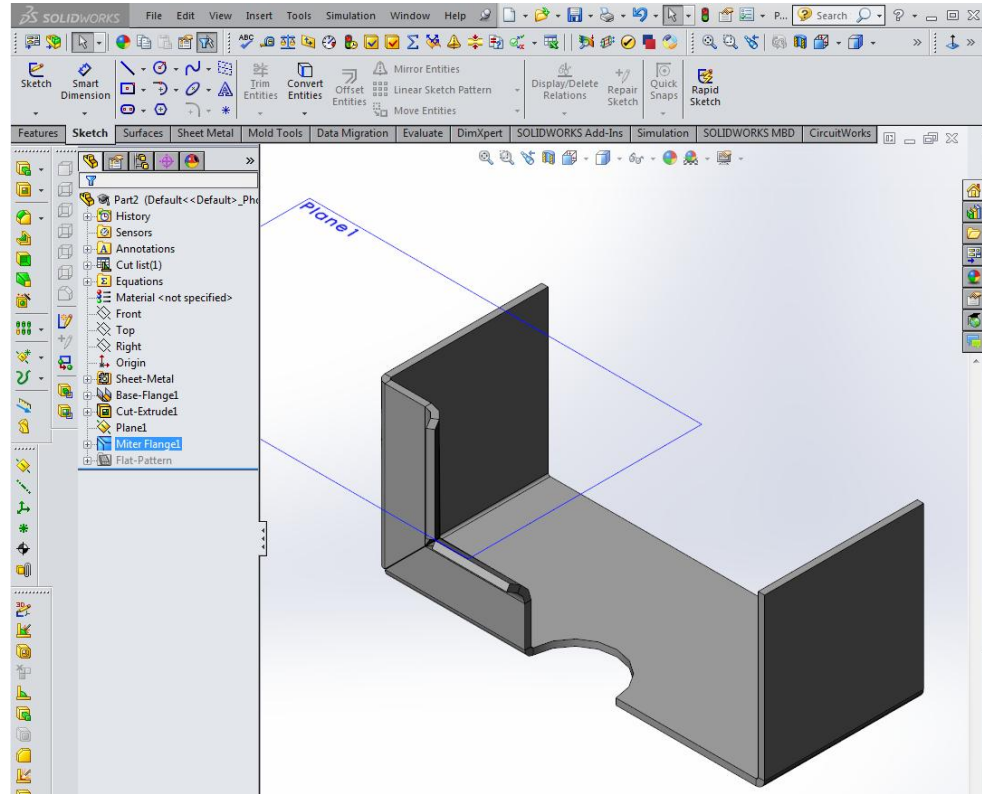 SOLIDWORKS File Edit View Insert Tools Simulation Window Help P... Search
Sketch Smart Dimension Trim Entities Convert Entities Offset Entities Mirror Entities Linear Sketch Pattern Move Entities Display/Delete Relations Repair Sketch Quick Snaps Rapid Sketch
Features Sketch Surfaces Sheet Metal Mold Tools Data Migration Evaluate DimXpert SOLIDWORKS Add-Ins Simulation SOLIDWORKS MBD CircuitWorks
Part2 (Default<<Default>_Pho
History
Sensors
Annotations
Cut list(1)
Equations
Material <not specified>
Front
Top
Right
Origin
Sheet-Metal
Base-Flange1
Cut-Extrude1
Plane1
Miter Flange1
Flat-Pattern
Plane1